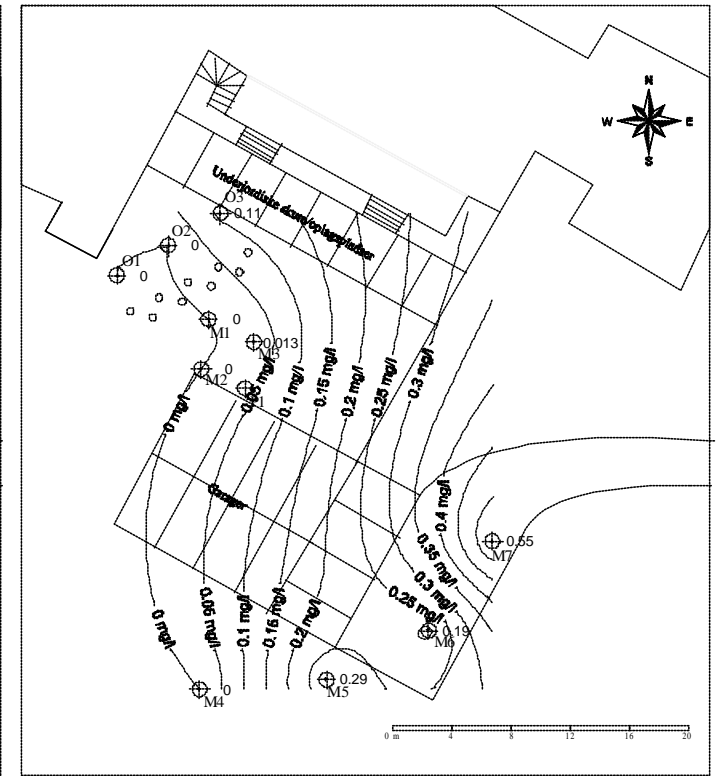 N
W E
S
Underjordiske depoter/oplagspladser
O3
0.11
O2
0
O1
0
M1
0
0.013
M3
M2
0
0.05 mg/l
0.1 mg/l
0.15 mg/l
0.2 mg/l
0.25 mg/l
0.3 mg/l
0 mg/l
Garager
0.4 mg/l
0.55
M7
0.35 mg/l
0.3 mg/l
0.25 mg/l
0.19
M6
0 mg/l
0.05 mg/l
0.1 mg/l
0.15 mg/l
0.2 mg/l
0
M4
0.29
M5
0 m 4 8 12 16 20